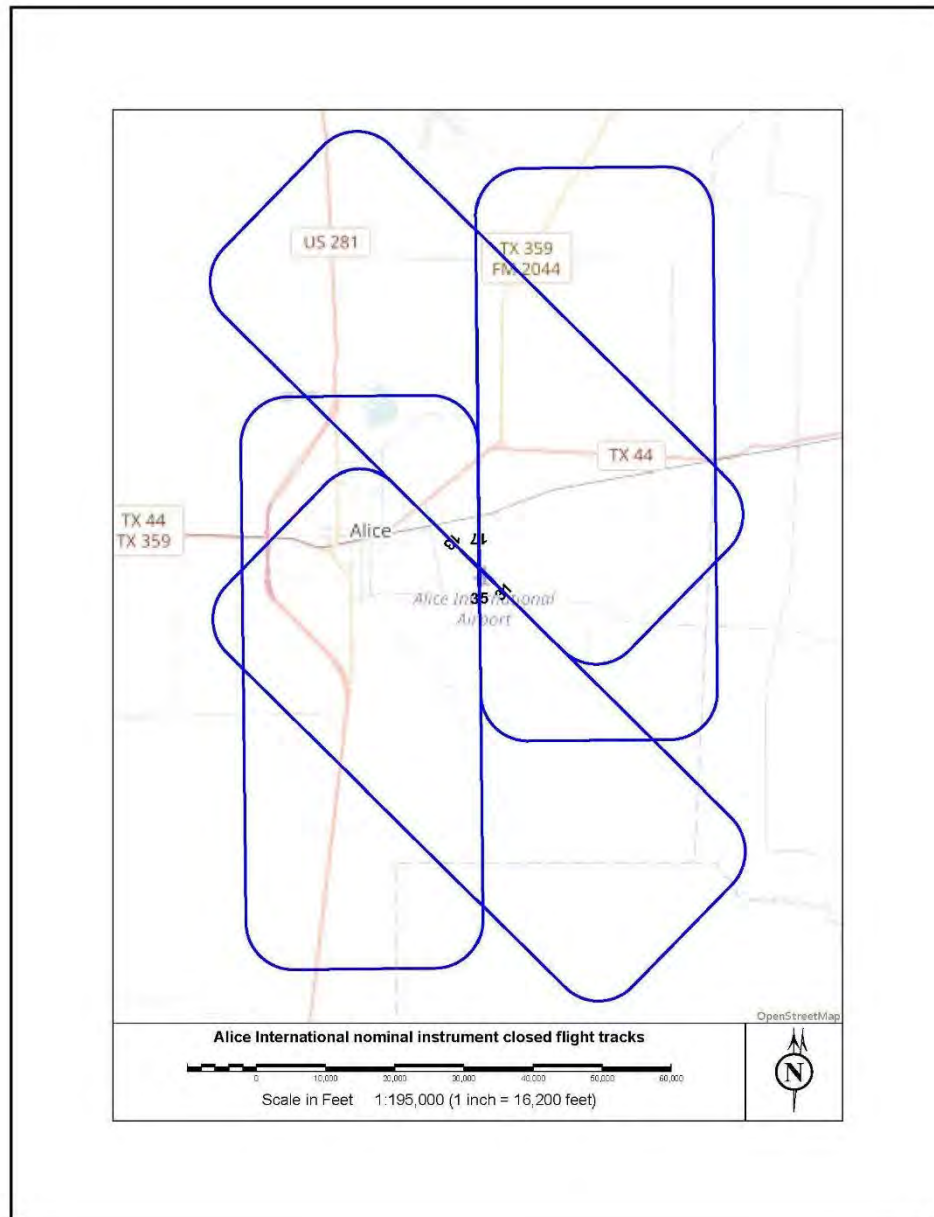 US 281
TX 359
FM 2044
TX 44
TX 44
TX 359
Alice
13
17
35
31
Alice International
Airport
OpenStreetMap
Alice International nominal instrument closed flight tracks
0 10,000 20,000 30,000 40,000 50,000 60,000
Scale in Feet 1:195,000 (1 inch = 16,200 feet)
N